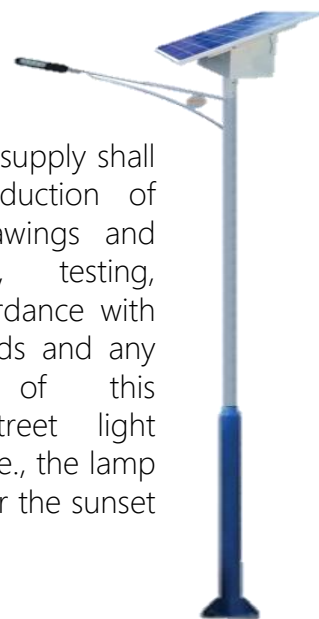 supply shall
duction of
awings and
, testing,
rdance with
ds and any
of this
treet light
e., the lamp
r the sunset